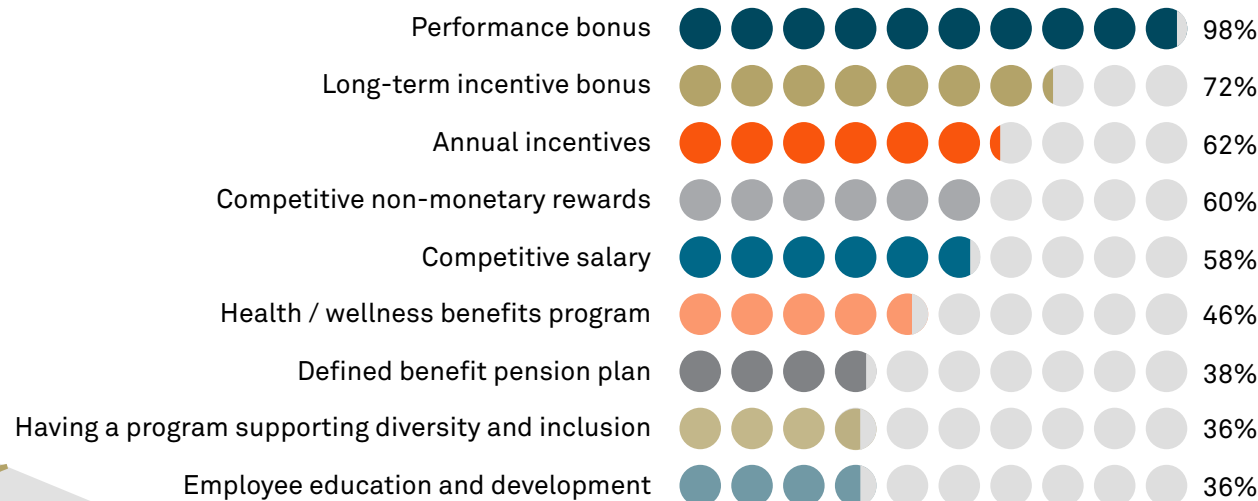 Performance bonus 98%
Long-term incentive bonus 72%
Annual incentives 62%
Competitive non-monetary rewards 60%
Competitive salary 58%
Health / wellness benefits program 46%
Defined benefit pension plan 38%
Having a program supporting diversity and inclusion 36%
Employee education and development 36%